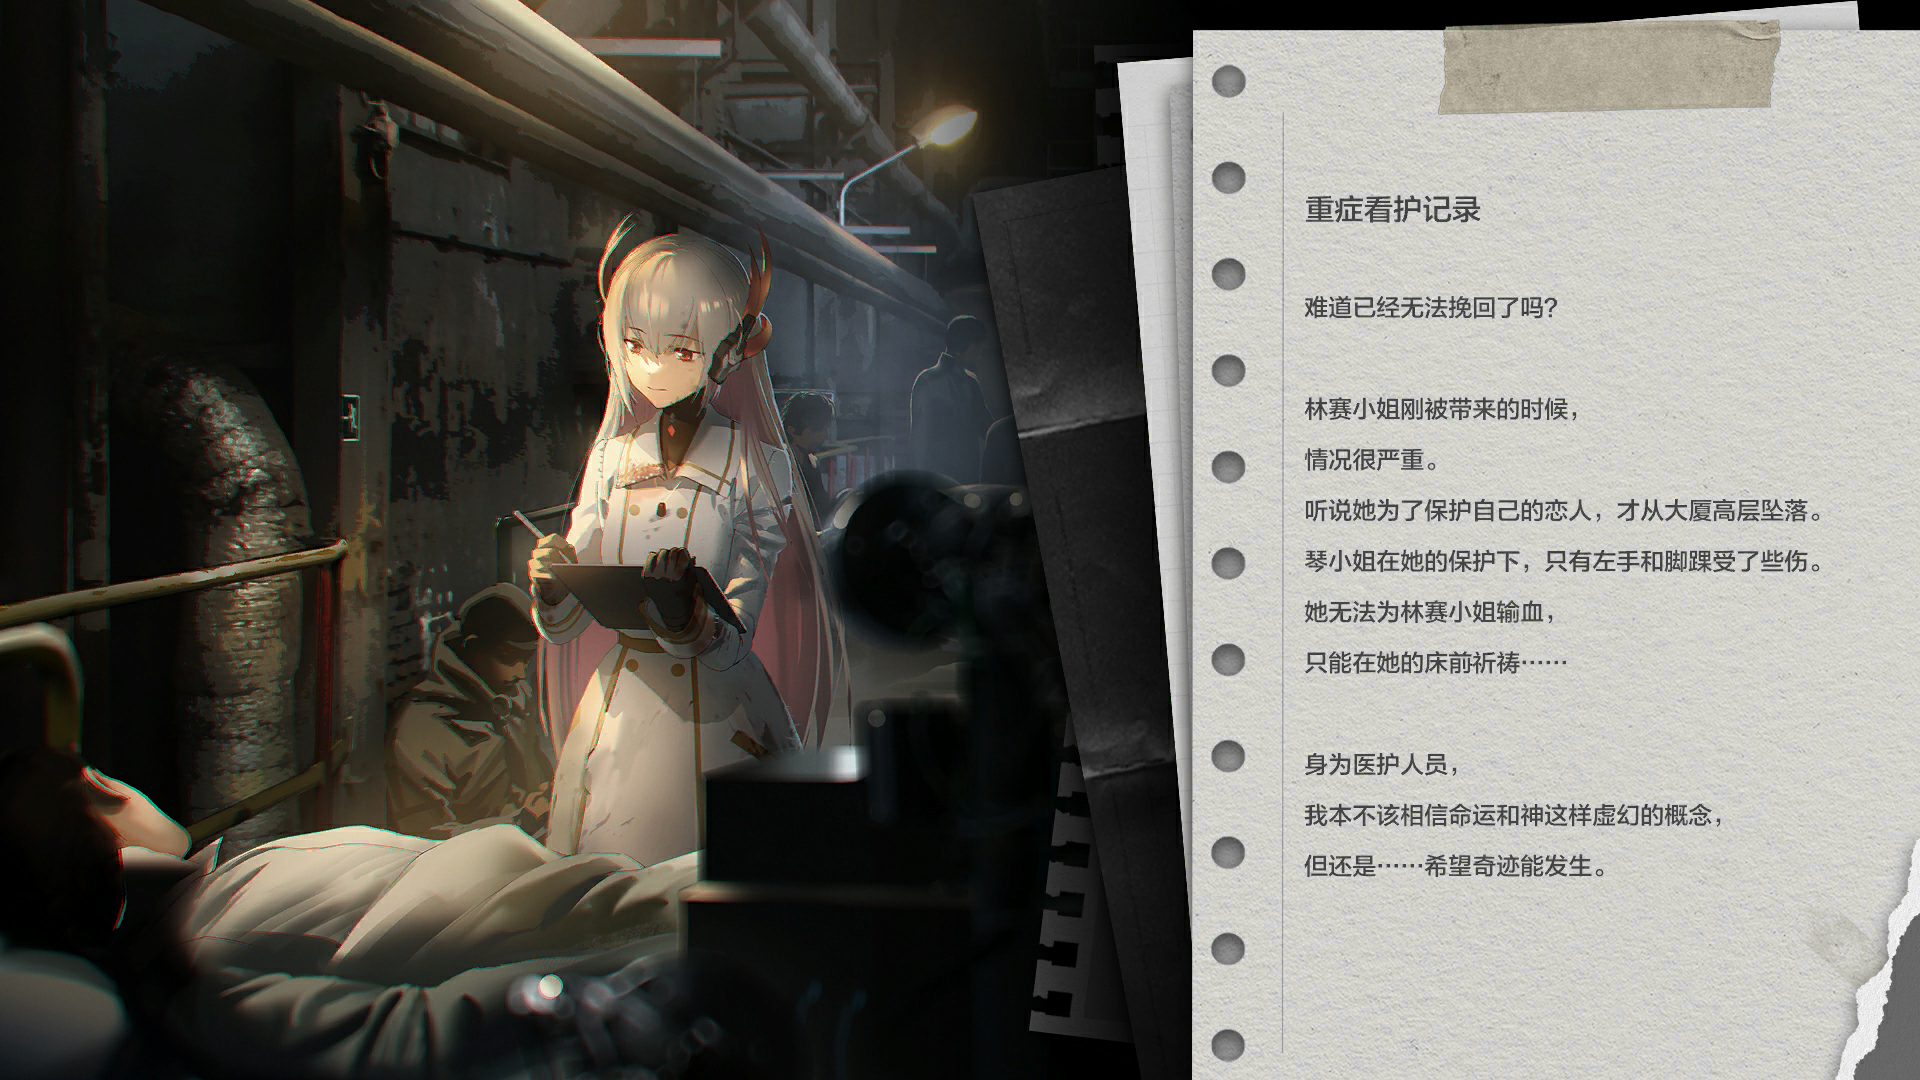 重症看护记录
难道已经无法挽回了吗？
林赛小姐刚被带来的时候，
情况很严重。
听说她为了保护自己的恋人，才从大厦高层坠落。
琴小姐在她的保护下，只有左手和脚踝受了些伤。
她无法为林赛小姐输血，
只能在她的床前祈祷……
身为医护人员，
我本不该相信命运和神这样虚幻的概念，
但还是……希望奇迹能发生。